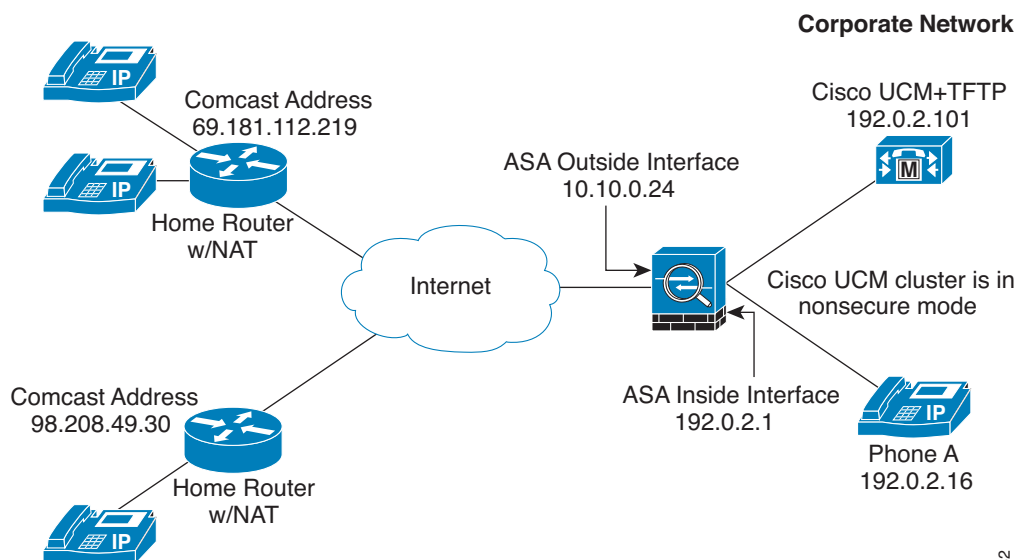 Corporate Network
IP
Comcast Address
69.181.112.219
Cisco UCM+TFTP
192.0.2.101
M
IP
ASA Outside Interface
10.10.0.24
Home Router
w/NAT
Internet
Cisco UCM cluster is in
nonsecure mode
Comcast Address
98.208.49.30
ASA Inside Interface
192.0.2.1
IP
Phone A
192.0.2.16
Home Router
w/NAT
IP
2